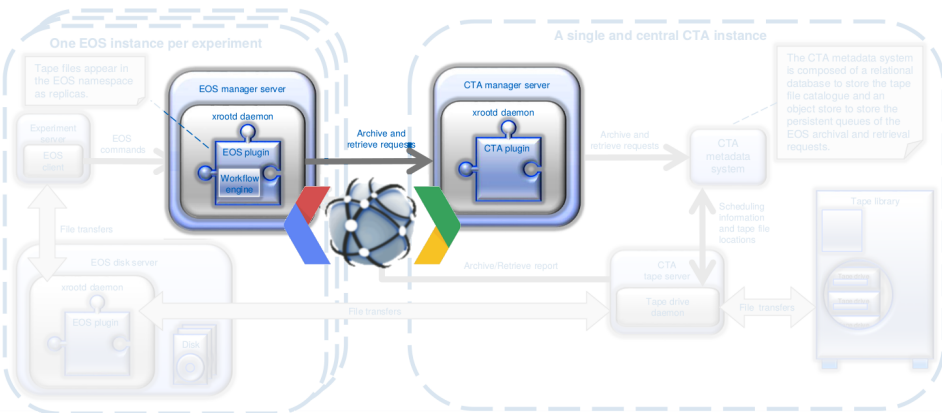 One EOS instance per experiment
A single and central CTA instance
Tape files appear in
the EOS namespace
as replicas.
The CTA metadata system
is composed of a relational
database to store the tape
file catalogue and an
object store to store the
persistent queues of the
EOS archival and retrieval
requests.
EOS manager server
xrootd daemon
EOS plugin
Workflow
engine
CTA manager server
xrootd daemon
CTA plugin
Experiment
server
EOS
client
EOS
commands
Archive and
retrieve requests
Archive and
retrieve requests
CTA
metadata
system
Scheduling
Information
and tape file
locations
Tape library
File transfers
EOS disk server
xrootd daemon
EOS plugin
Disk
Archive/Retrieve report
CTA
tape server
Tape drive
daemon
File transfers
File transfers
Tape drive
Tape drive